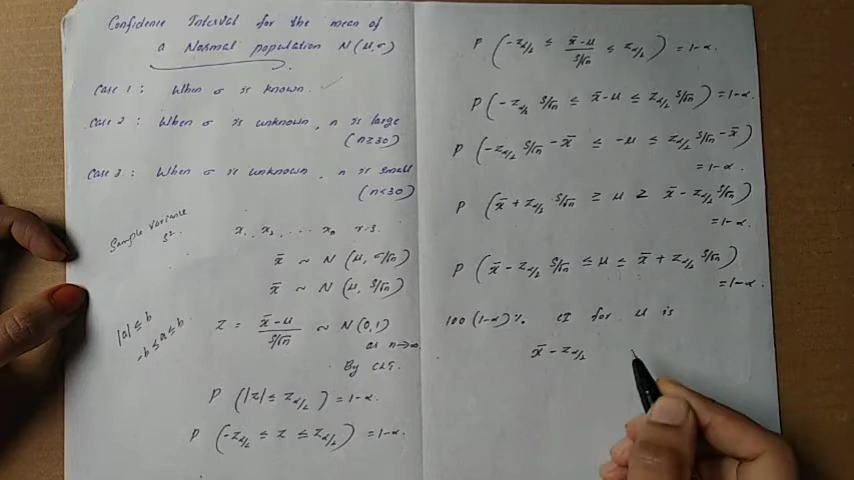 Confidence Interval for the mean of
a Normal population N(μ,σ)
Case 1: When σ is known. ✓
Case 2: When σ is unknown, n is large
(n≥30)
Case 3: When σ is unknown, n is small
(n<30)
Sample variance
s²
x₁, x₂, .... xₙ r.s.
x̄ ~ N(μ, σ/√n)
x̄ ~ N(μ, s/√n)
|a| ≤ b
-b ≤ a ≤ b
Z = (x̄-μ)/(s/√n) ~ N(0,1)
as n→∞
By CLT.
P(|z| ≤ z_{α/2}) = 1-α.
P(-z_{α/2} ≤ z ≤ z_{α/2}) = 1-α.
P(-z_{α/2} ≤ (x̄-μ)/(s/√n) ≤ z_{α/2}) = 1-α.
P(-z_{α/2} s/√n ≤ x̄-μ ≤ z_{α/2} s/√n) = 1-α.
P(-z_{α/2} s/√n - x̄ ≤ -μ ≤ z_{α/2} s/√n - x̄)
= 1-α.
P(x̄ + z_{α/2} s/√n ≥ μ ≥ x̄ - z_{α/2} s/√n)
= 1-α.
P(x̄ - z_{α/2} s/√n ≤ μ ≤ x̄ + z_{α/2} s/√n)
= 1-α.
100(1-α)% CI for μ is
x̄ - z_{α/2}